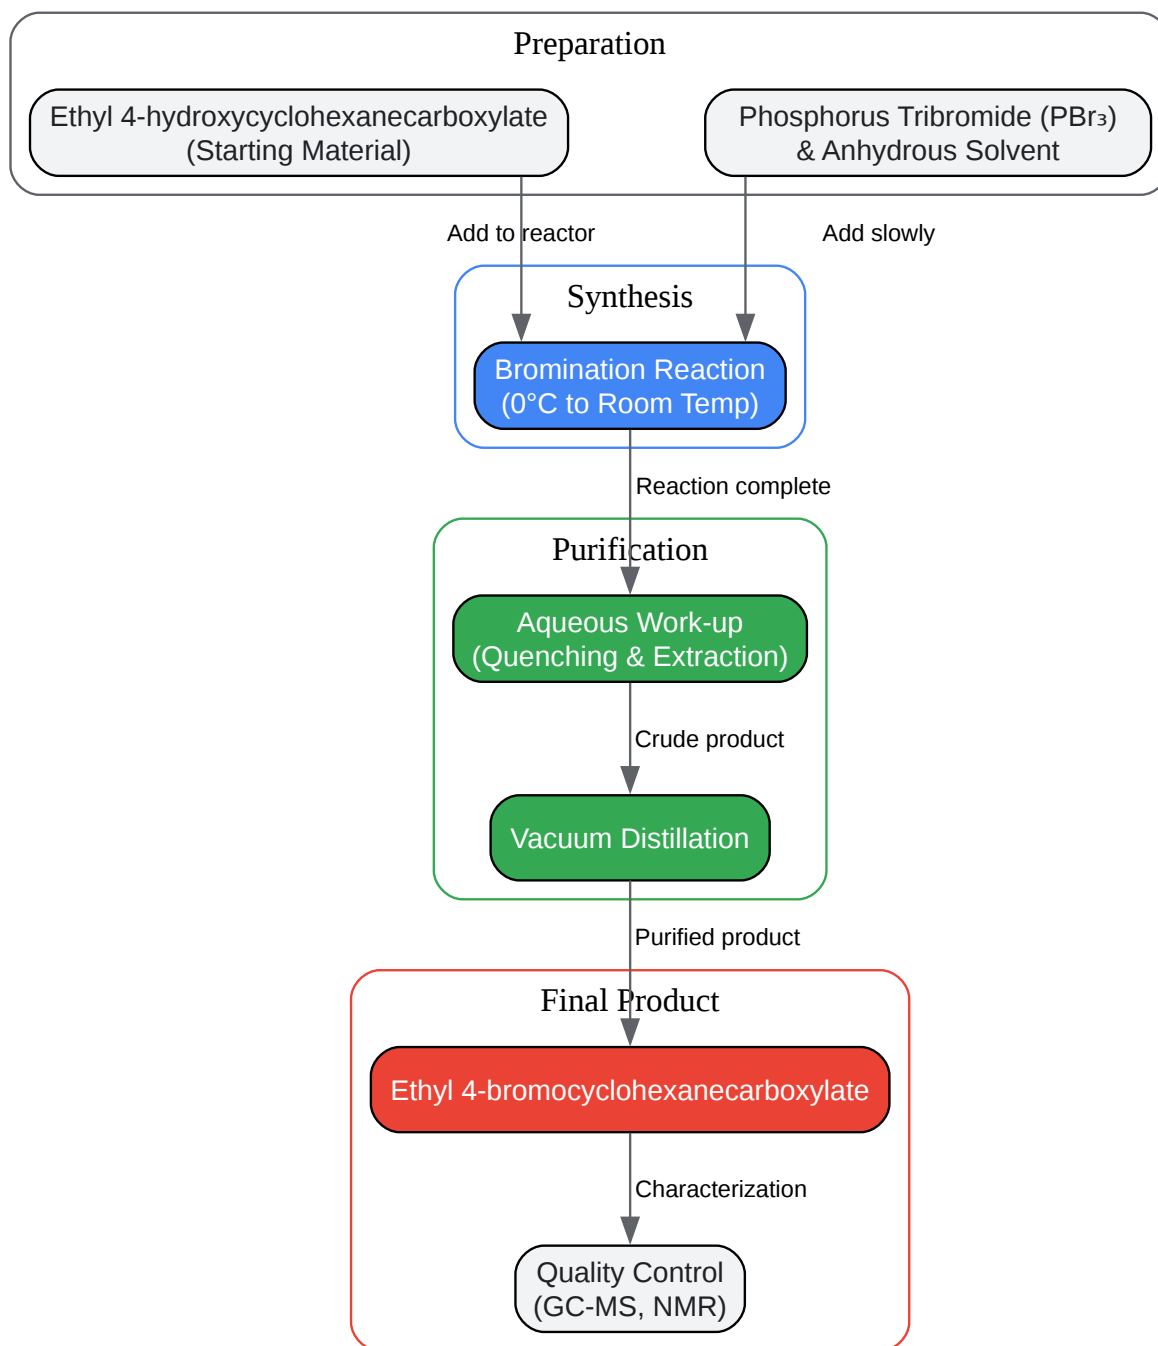 Preparation
Ethyl 4-hydroxycyclohexanecarboxylate
(Starting Material)
Phosphorus Tribromide (PBr₃)
& Anhydrous Solvent
Add to reactor
Add slowly
Synthesis
Bromination Reaction
(0°C to Room Temp)
Reaction complete
Purification
Aqueous Work-up
(Quenching & Extraction)
Crude product
Vacuum Distillation
Purified product
Final Product
Ethyl 4-bromocyclohexanecarboxylate
Characterization
Quality Control
(GC-MS, NMR)